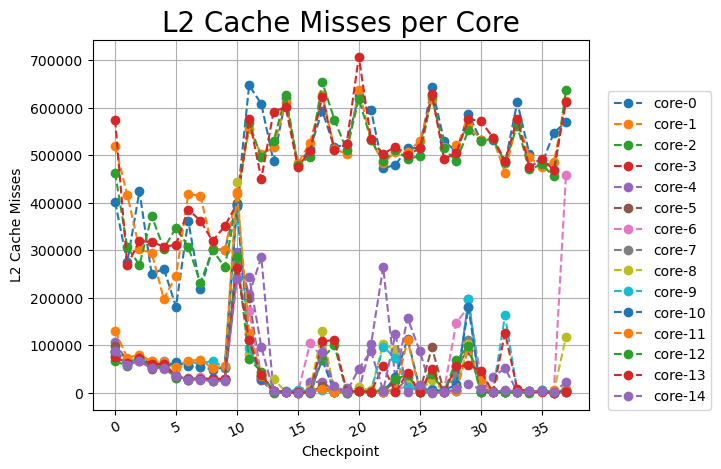 L2 Cache Misses per Core
L2 Cache Misses
700000
600000
500000
400000
300000
200000
100000
0
0
5
10
15
20
25
30
35
Checkpoint
core-0
core-1
core-2
core-3
core-4
core-5
core-6
core-7
core-8
core-9
core-10
core-11
core-12
core-13
core-14